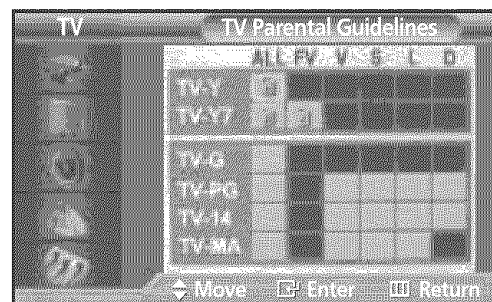 TV TV Parental Guidelines
ALL FV V S L D
TV-Y
TV-Y7
TV-G
TV-PG
TV-14
TV-MA
Move Enter Return